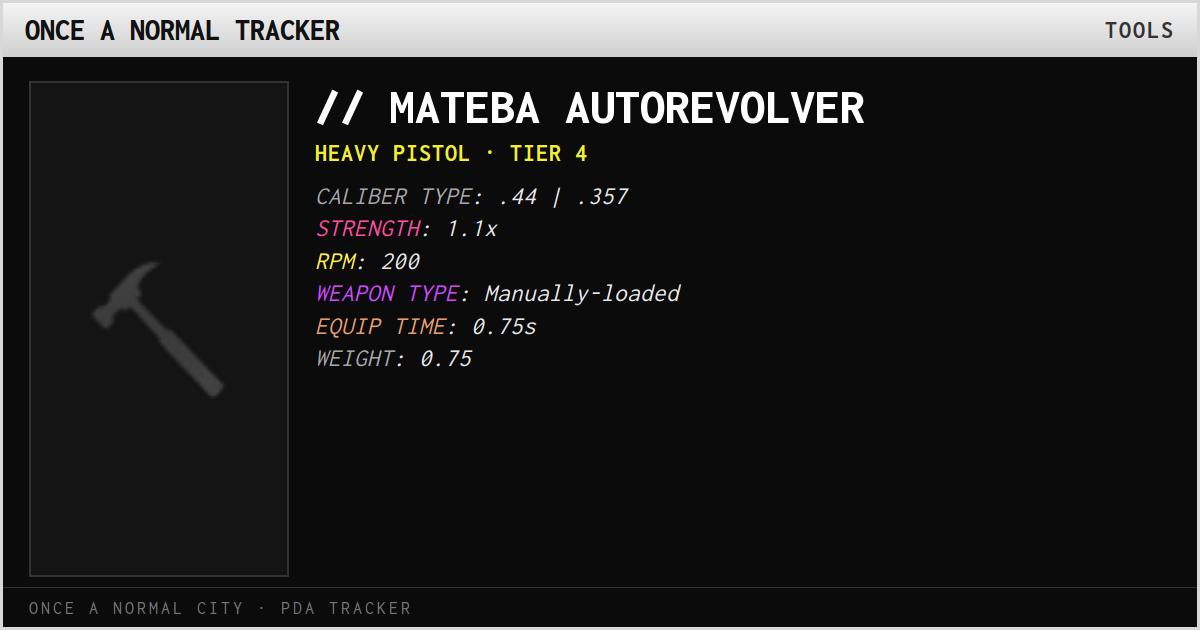 ONCE A NORMAL TRACKER
TOOLS
// MATEBA AUTOREVOLVER
HEAVY PISTOL · TIER 4
CALIBER TYPE: .44 | .357
STRENGTH: 1.1x
RPM: 200
WEAPON TYPE: Manually-loaded
EQUIP TIME: 0.75s
WEIGHT: 0.75
ONCE A NORMAL CITY · PDA TRACKER